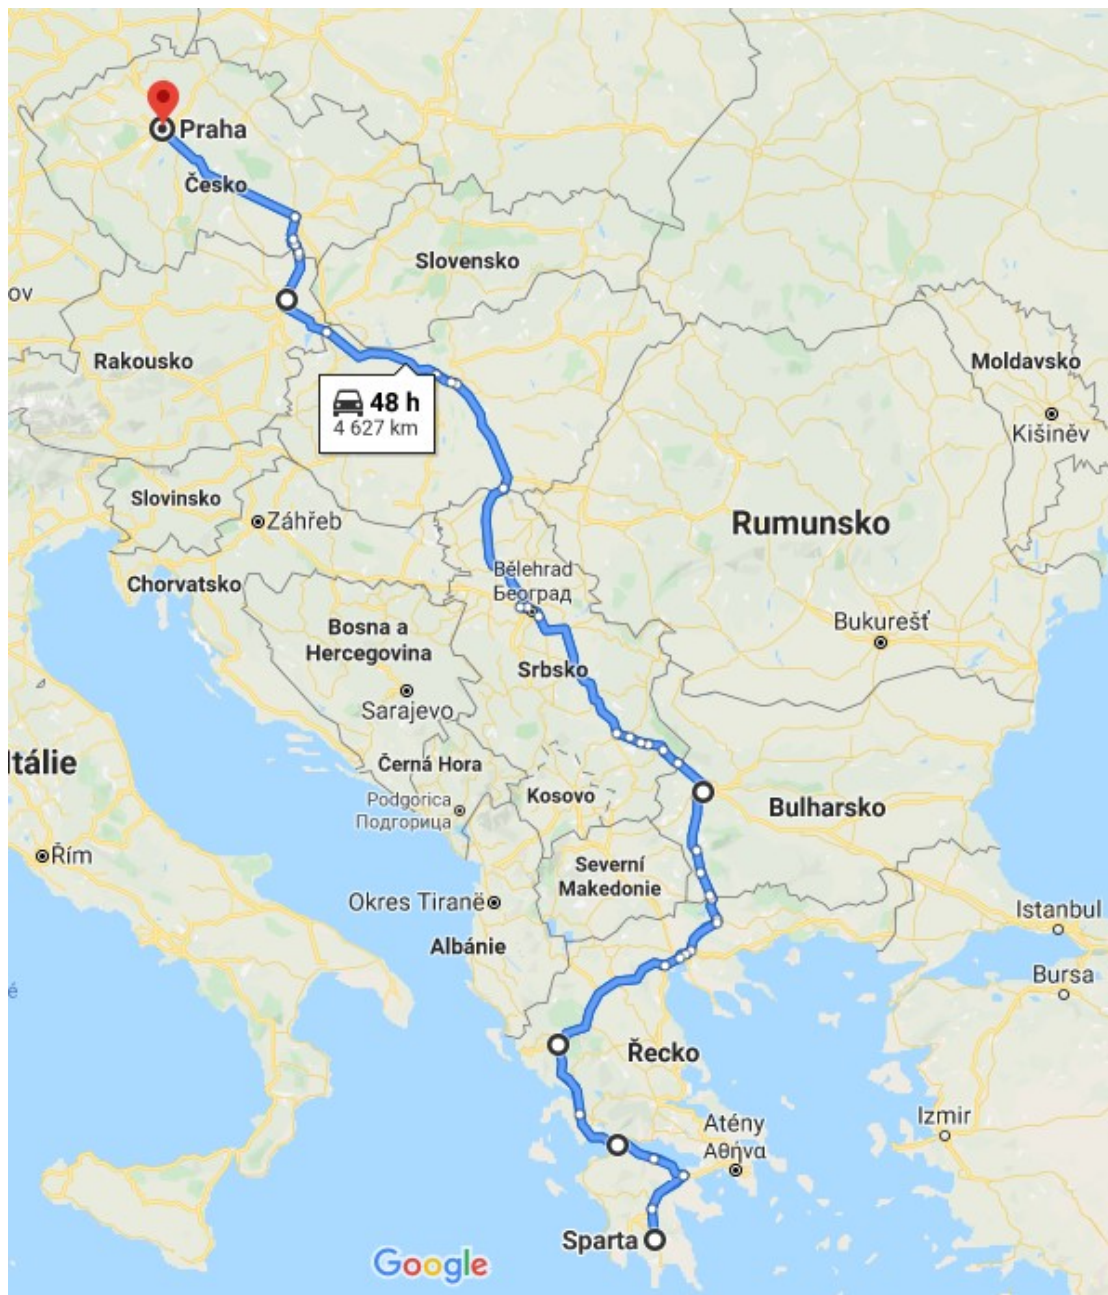 Praha
Česko
Slovensko
ov
Rakousko
Moldavsko
48 h
4 627 km
Kišiněv
Slovinsko
Záhřeb
Rumunsko
Chorvatsko
Bělehrad
Београд
Bukurešť
Bosna a
Hercegovina
Srbsko
Sarajevo
Itálie
Černá Hora
Kosovo
Podgorica
Подгорица
Bulharsko
Řím
Severní
Makedonie
Okres Tiranë
Istanbul
Albánie
Bursa
é
Řecko
Izmir
Atény
Αθήνα
Sparta
Google